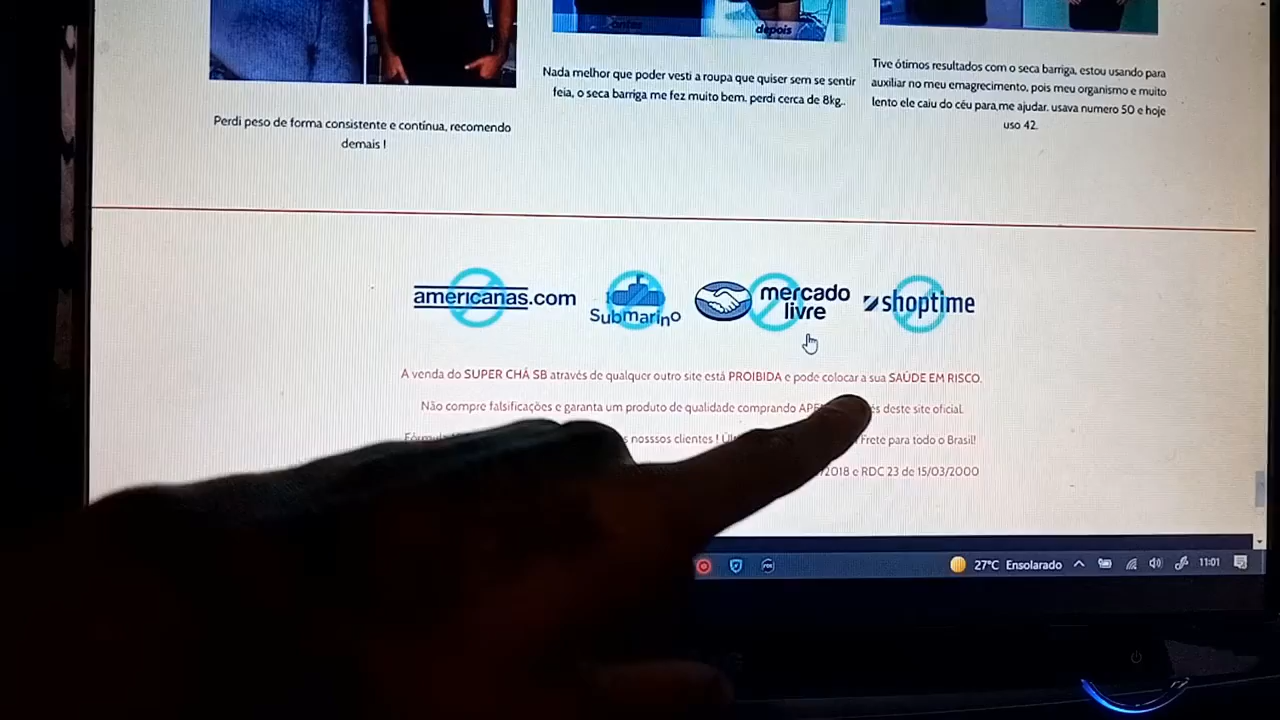 depois
Nada melhor que poder vesti a roupa que quiser sem se sentir
feia, o seca barriga me fez muito bem, perdi cerca de 8kg..
Tive ótimos resultados com o seca barriga, estou usando para
auxiliar no meu emagrecimento, pois meu organismo e muito
lento ele caiu do céu para,me ajudar. usava numero 50 e hoje
uso 42.
Perdi peso de forma consistente e contínua, recomendo
demais !
americanas.com
Submarino
mercado
livre
shoptime
A venda do SUPER CHÁ SB através de qualquer outro site está PROIBIDA e pode colocar a sua SAÚDE EM RISCO.
Não compre falsificações e garanta um produto de qualidade comprando deste site oficial.
nosssos clientes ! Frete para todo o Brasil!
/2018 e RDC 23 de 15/03/2000
27°C Ensolarado
11:01